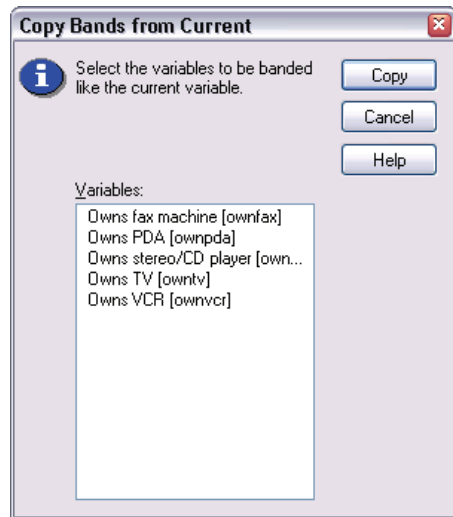 Copy Bands from Current
Select the variables to be banded
like the current variable.
Copy
Cancel
Help
Variables:
Owns fax machine [ownfax]
Owns PDA [ownpda]
Owns stereo/CD player [own...
Owns TV [owntv]
Owns VCR [ownvcr]